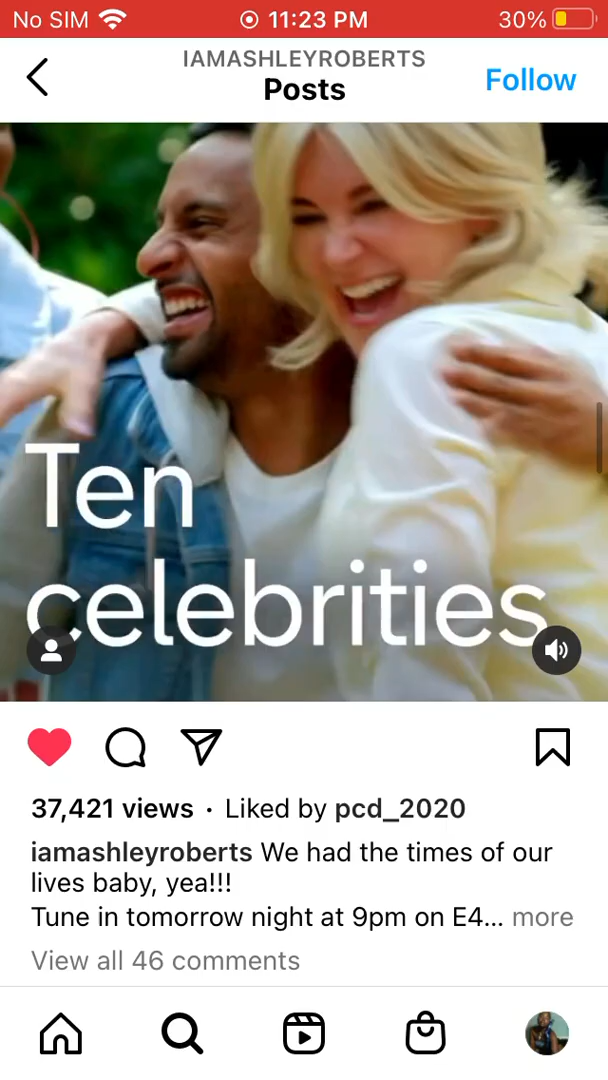 No SIM 11:23 PM 30%
IAMASHLEYROBERTS
Posts Follow
Ten
celebrities
37,421 views · Liked by pcd_2020
iamashleyroberts We had the times of our
lives baby, yea!!!
Tune in tomorrow night at 9pm on E4... more
View all 46 comments